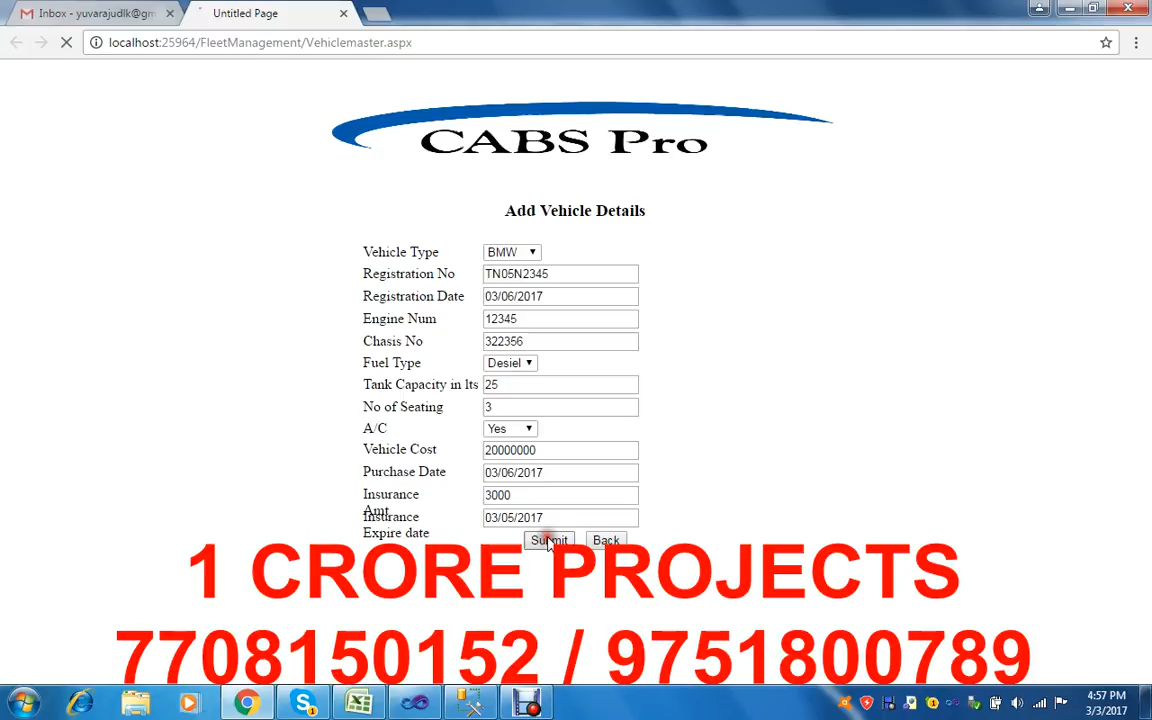 Inbox - yuvarajudlk@gm
Untitled Page
localhost:25964/FleetManagement/Vehiclemaster.aspx
CABS Pro
Add Vehicle Details
Vehicle Type BMW
Registration No TN05N2345
Registration Date 03/06/2017
Engine Num 12345
Chasis No 322356
Fuel Type Desiel
Tank Capacity in lts 25
No of Seating 3
A/C Yes
Vehicle Cost 20000000
Purchase Date 03/06/2017
Insurance Amt 3000
Insurance Expire date 03/05/2017
Submit Back
1 CRORE PROJECTS
7708150152 / 9751800789
4:57 PM
3/3/2017